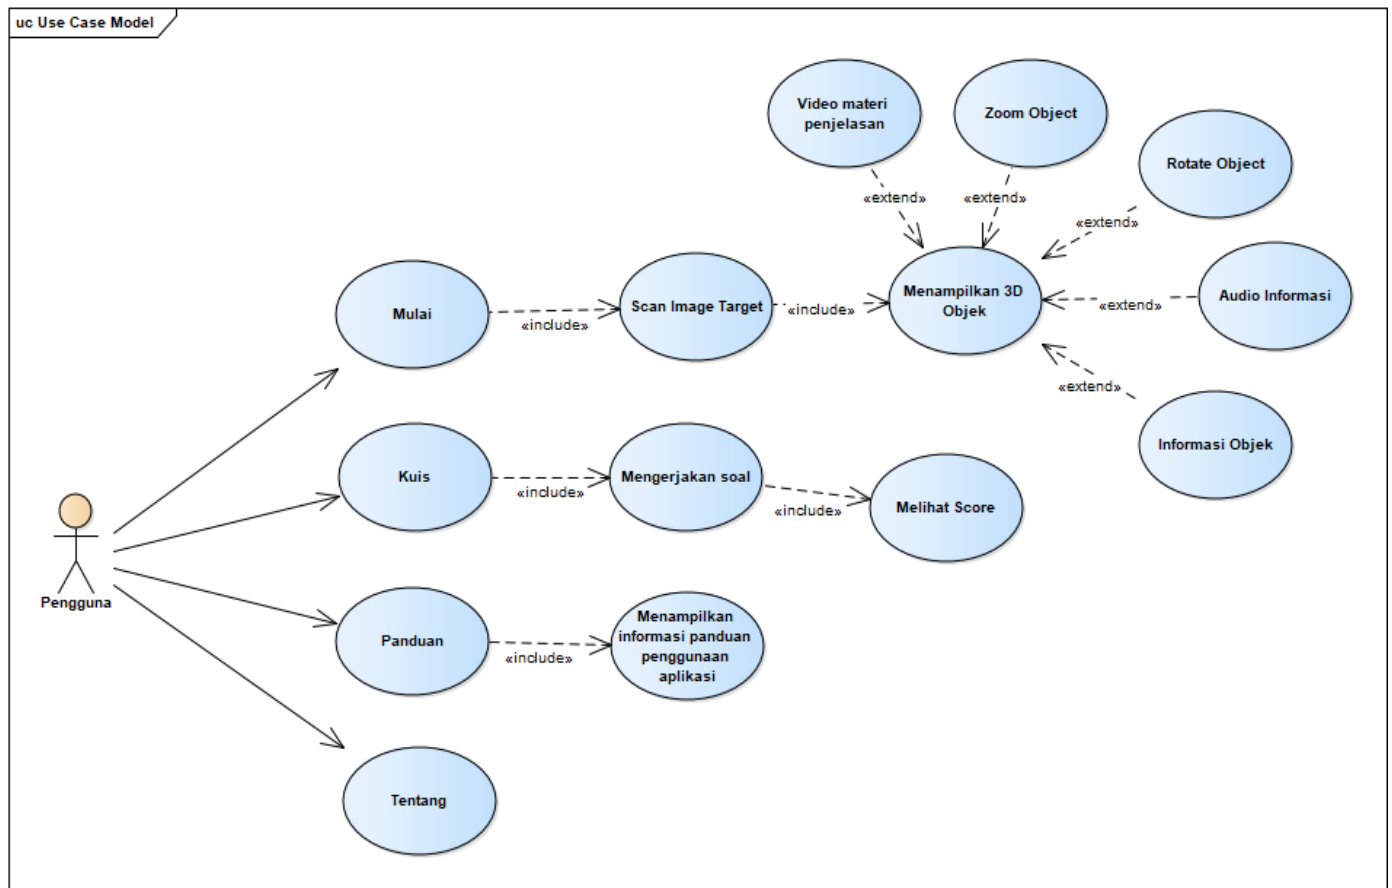 uc Use Case Model
Video materi
penjelasan
Zoom Object
Rotate Object
«extend»
«extend»
«extend»
Mulai
«include»
Scan Image Target
«include»
Menampilkan 3D
Objek
«extend»
Audio Informasi
«extend»
Informasi Objek
Kuis
«include»
Mengerjakan soal
«include»
Melihat Score
Pengguna
Panduan
«include»
Menampilkan
informasi panduan
penggunaan
aplikasi
Tentang